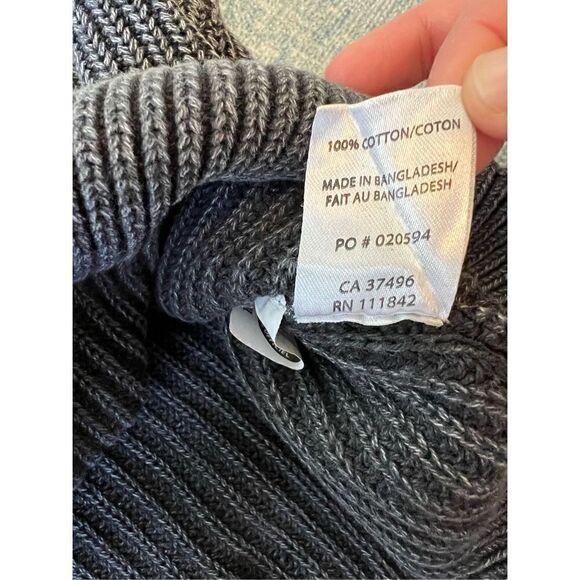 100% COTTON/COTON
MADE IN BANGLADESH/
FAIT AU BANGLADESH
PO # 020594
CA 37496
RN 111842